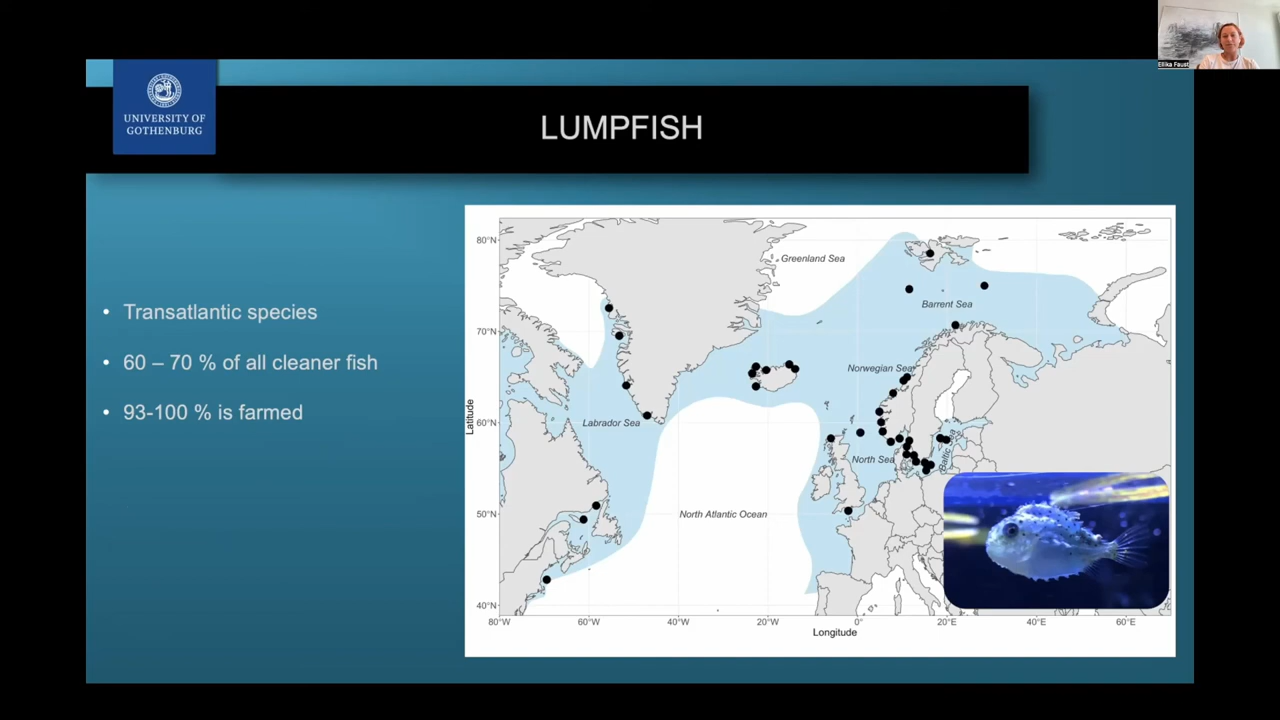 Ellika Faust
UNIVERSITY OF
GOTHENBURG
LUMPFISH
• Transatlantic species
• 60 – 70 % of all cleaner fish
• 93-100 % is farmed
80°N
70°N
60°N
50°N
40°N
Latitude
Greenland Sea
Barrent Sea
Norwegian Sea
Labrador Sea
North Sea
Baltic Sea
North Atlantic Ocean
80°W
60°W
40°W
20°W
0°
20°E
40°E
60°E
Longitude